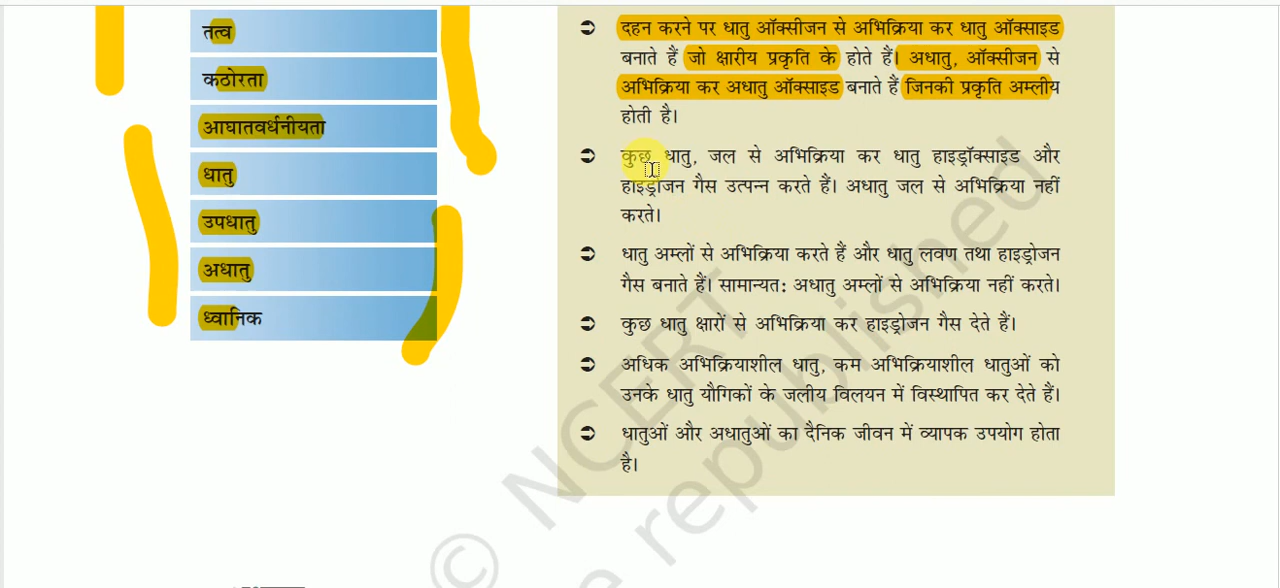 तत्व
कठोरता
आघातवर्धनीयता
धातु
उपधातु
अधातु
ध्वानिक
दहन करने पर धातु ऑक्सीजन से अभिक्रिया कर धातु ऑक्साइड
बनाते हैं जो क्षारीय प्रकृति के होते हैं। अधातु, ऑक्सीजन से
अभिक्रिया कर अधातु ऑक्साइड बनाते हैं जिनकी प्रकृति अम्लीय
होती है।
कुछ धातु, जल से अभिक्रिया कर धातु हाइड्रॉक्साइड और
हाइड्रोजन गैस उत्पन्न करते हैं। अधातु जल से अभिक्रिया नहीं
करते।
धातु अम्लों से अभिक्रिया करते हैं और धातु लवण तथा हाइड्रोजन
गैस बनाते हैं। सामान्यत: अधातु अम्लों से अभिक्रिया नहीं करते।
कुछ धातु क्षारों से अभिक्रिया कर हाइड्रोजन गैस देते हैं।
अधिक अभिक्रियाशील धातु, कम अभिक्रियाशील धातुओं को
उनके धातु यौगिकों के जलीय विलयन में विस्थापित कर देते हैं।
धातुओं और अधातुओं का दैनिक जीवन में व्यापक उपयोग होता
है।
© NCERT
e republished